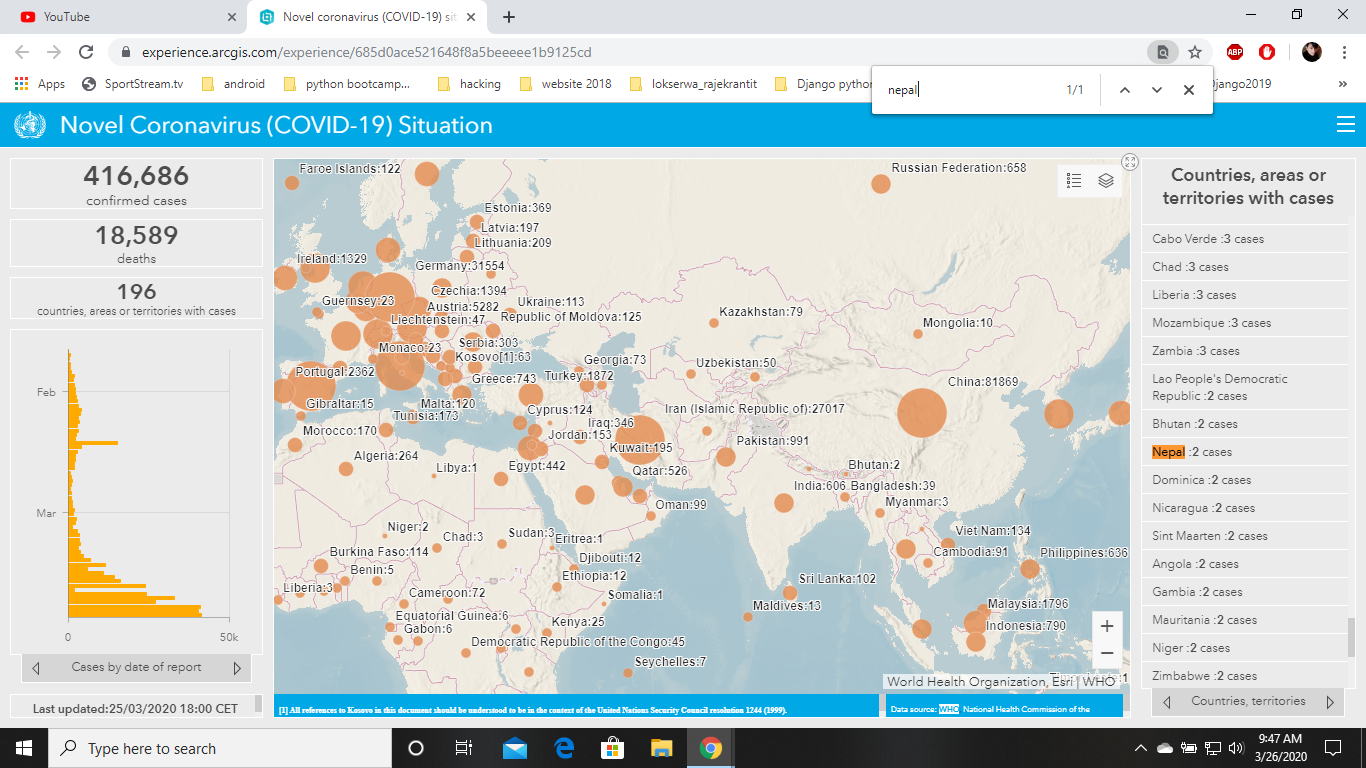 YouTube
Novel coronavirus (COVID-19) sit
experience.arcgis.com/experience/685d0ace521648f8a5beeeee1b9125cd
ABP
Apps
SportStream.tv
android
python bootcamp...
hacking
website 2018
lokserwa_rajekrantit
Django python
Django2019
»
nepal
1/1
Novel Coronavirus (COVID-19) Situation
416,686
confirmed cases
18,589
deaths
196
countries, areas or territories with cases
Feb
Mar
0
50k
Cases by date of report
Last updated:25/03/2020 18:00 CET
Faroe Islands:122
Russian Federation:658
Estonia:369
Latvia:197
Lithuania:209
Ireland:1329
Germany:31554
Czechia:1394
Guernsey:23
Austria:5282
Ukraine:113
Liechtenstein:47
Republic of Moldova:125
Kazakhstan:79
Mongolia:10
Monaco:23
Serbia:303
Kosovo[1]:63
Georgia:73
Uzbekistan:50
Portugal:2362
Greece:743
Turkey:1872
China:81869
Gibraltar:15
Malta:120
Tunisia:173
Cyprus:124
Iran (Islamic Republic of):27017
Morocco:170
Iraq:346
Jordan:153
Kuwait:195
Pakistan:991
Algeria:264
Libya:1
Egypt:442
Qatar:526
Bhutan:2
India:606
Bangladesh:39
Oman:99
Myanmar:3
Niger:2
Chad:3
Sudan:3
Eritrea:1
Viet Nam:134
Burkina Faso:114
Djibouti:12
Cambodia:91
Philippines:636
Benin:5
Ethiopia:12
Liberia:3
Cameroon:72
Somalia:1
Sri Lanka:102
Maldives:13
Malaysia:1796
Equatorial Guinea:6
Kenya:25
Indonesia:790
Gabon:6
Democratic Republic of the Congo:45
Seychelles:7
+
−
World Health Organization, Esri | WHO
[1] All references to Kosovo in this document should be understood to be in the context of the United Nations Security Council resolution 1244 (1999).
Data source: WHO, National Health Commission of the
Countries, areas or
territories with cases
Cabo Verde :3 cases
Chad :3 cases
Liberia :3 cases
Mozambique :3 cases
Zambia :3 cases
Lao People's Democratic
Republic :2 cases
Bhutan :2 cases
Nepal :2 cases
Dominica :2 cases
Nicaragua :2 cases
Sint Maarten :2 cases
Angola :2 cases
Gambia :2 cases
Mauritania :2 cases
Niger :2 cases
Zimbabwe :2 cases
Countries, territories
Type here to search
9:47 AM
3/26/2020